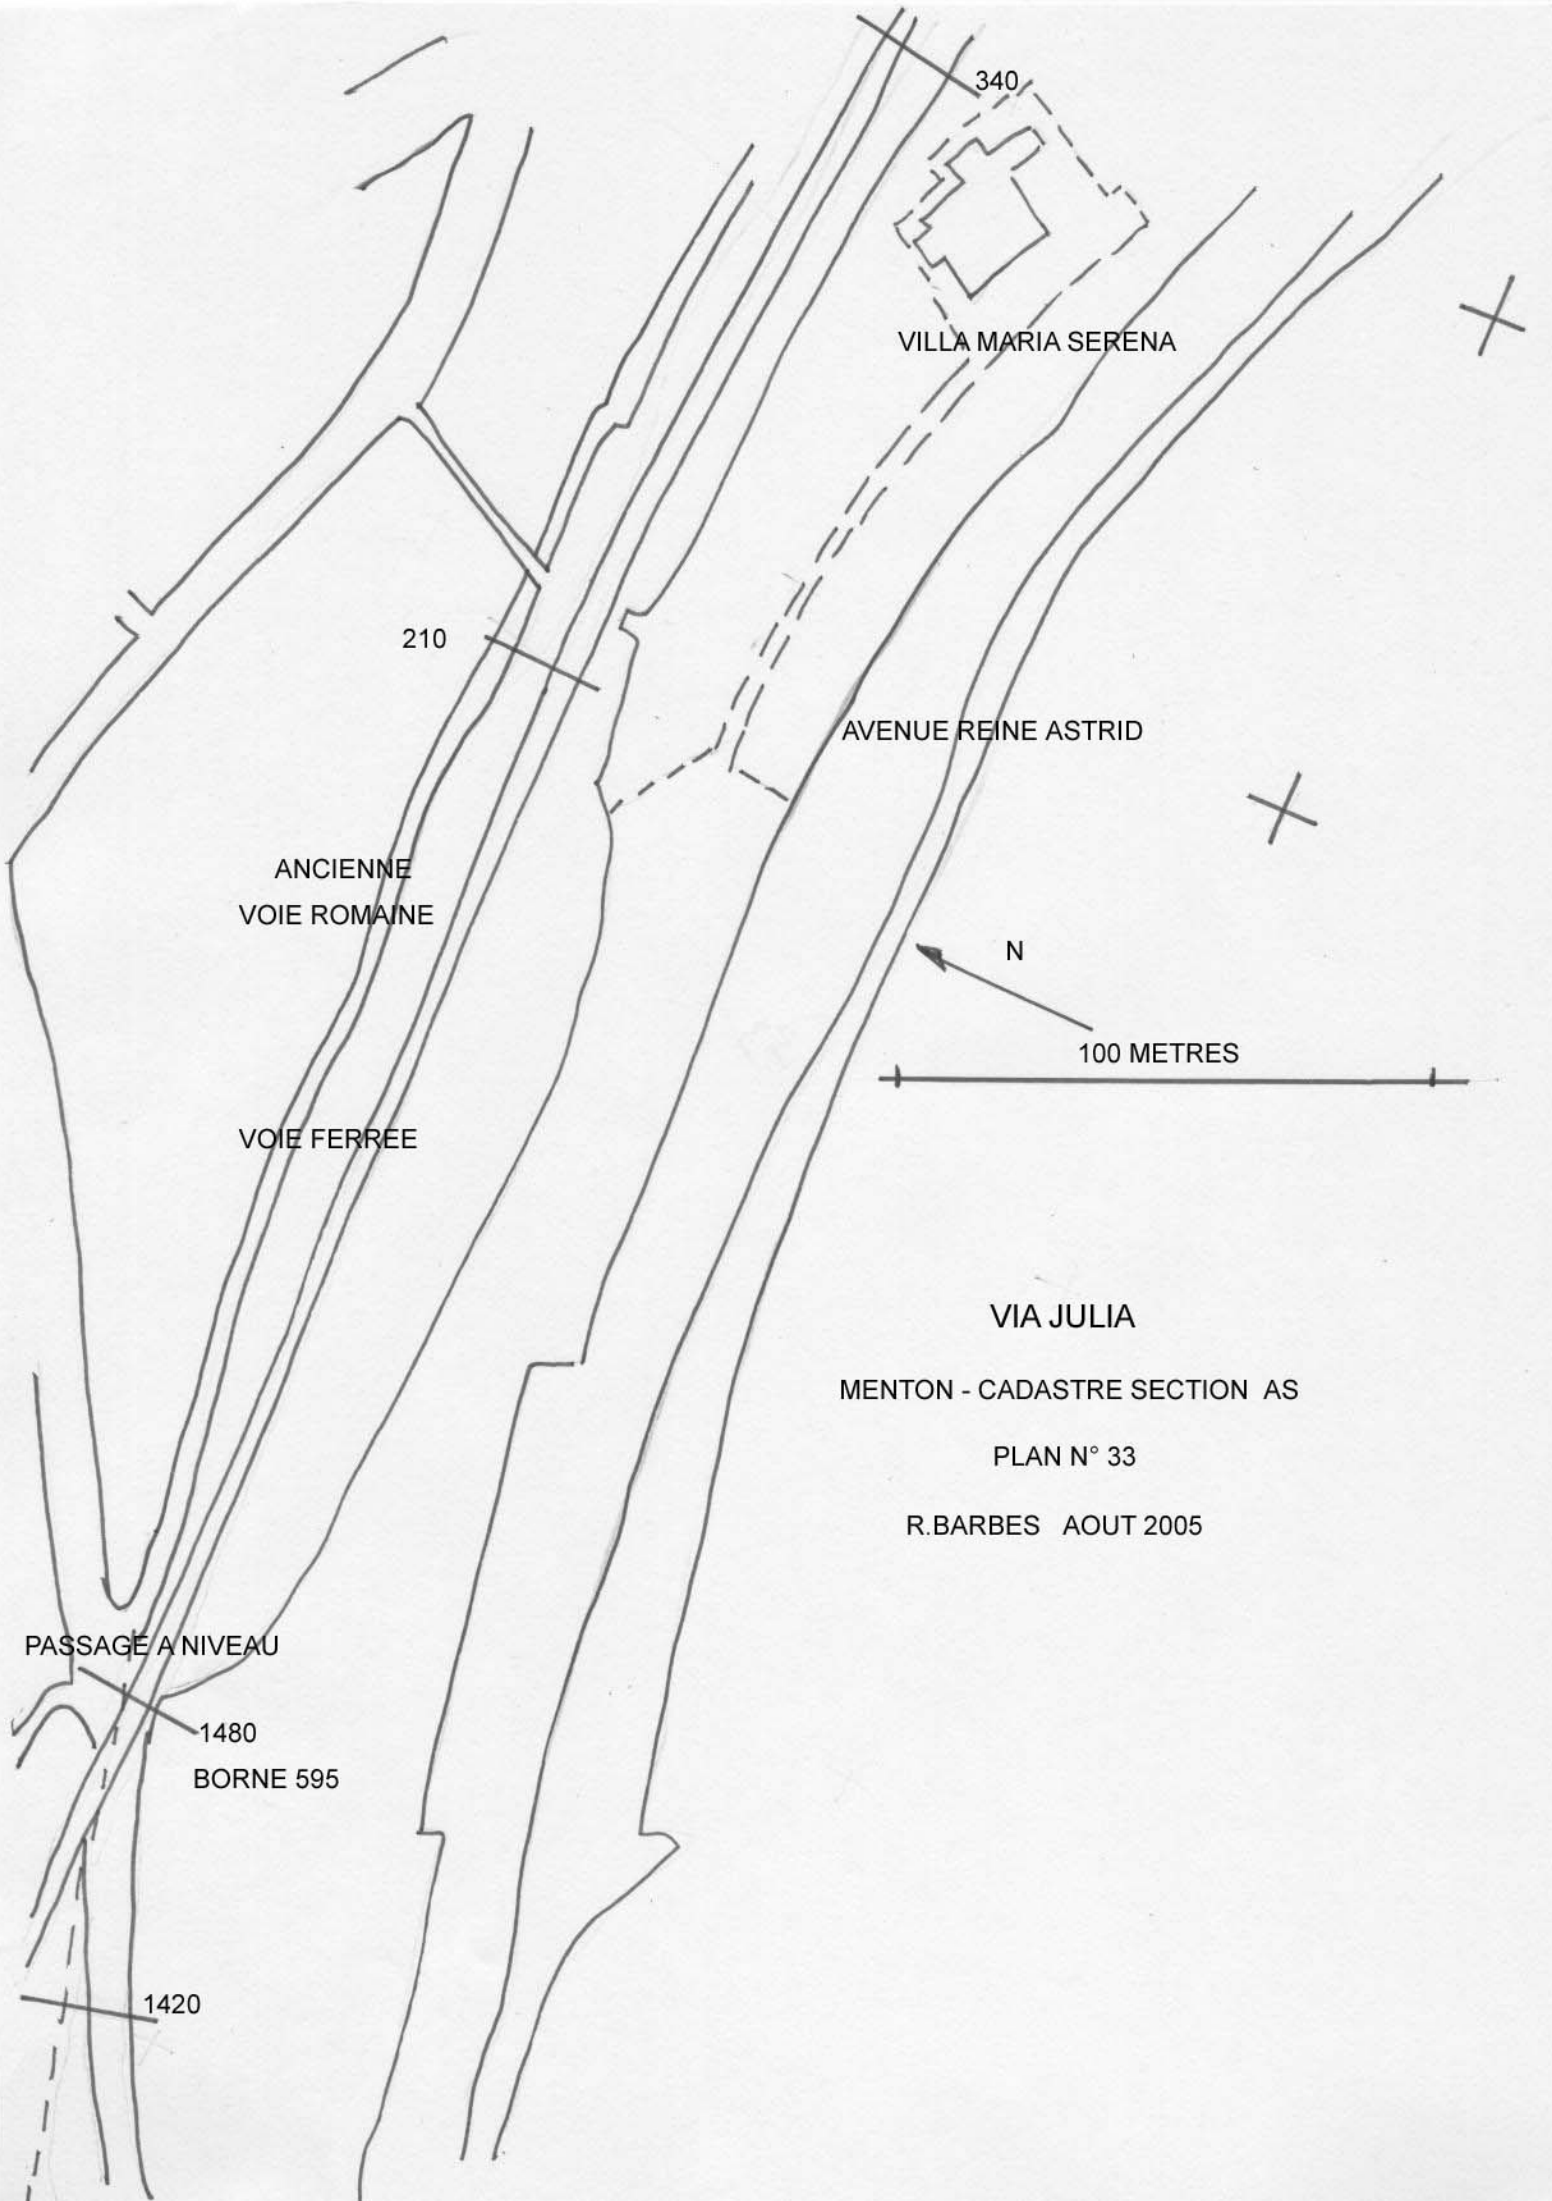 340
VILLA MARIA SERENA
210
AVENUE REINE ASTRID
ANCIENNE
VOIE ROMAINE
N
100 METRES
VOIE FERREE
VIA JULIA
MENTON - CADASTRE SECTION AS
PLAN N° 33
R.BARBES AOUT 2005
PASSAGE A NIVEAU
1480
BORNE 595
1420